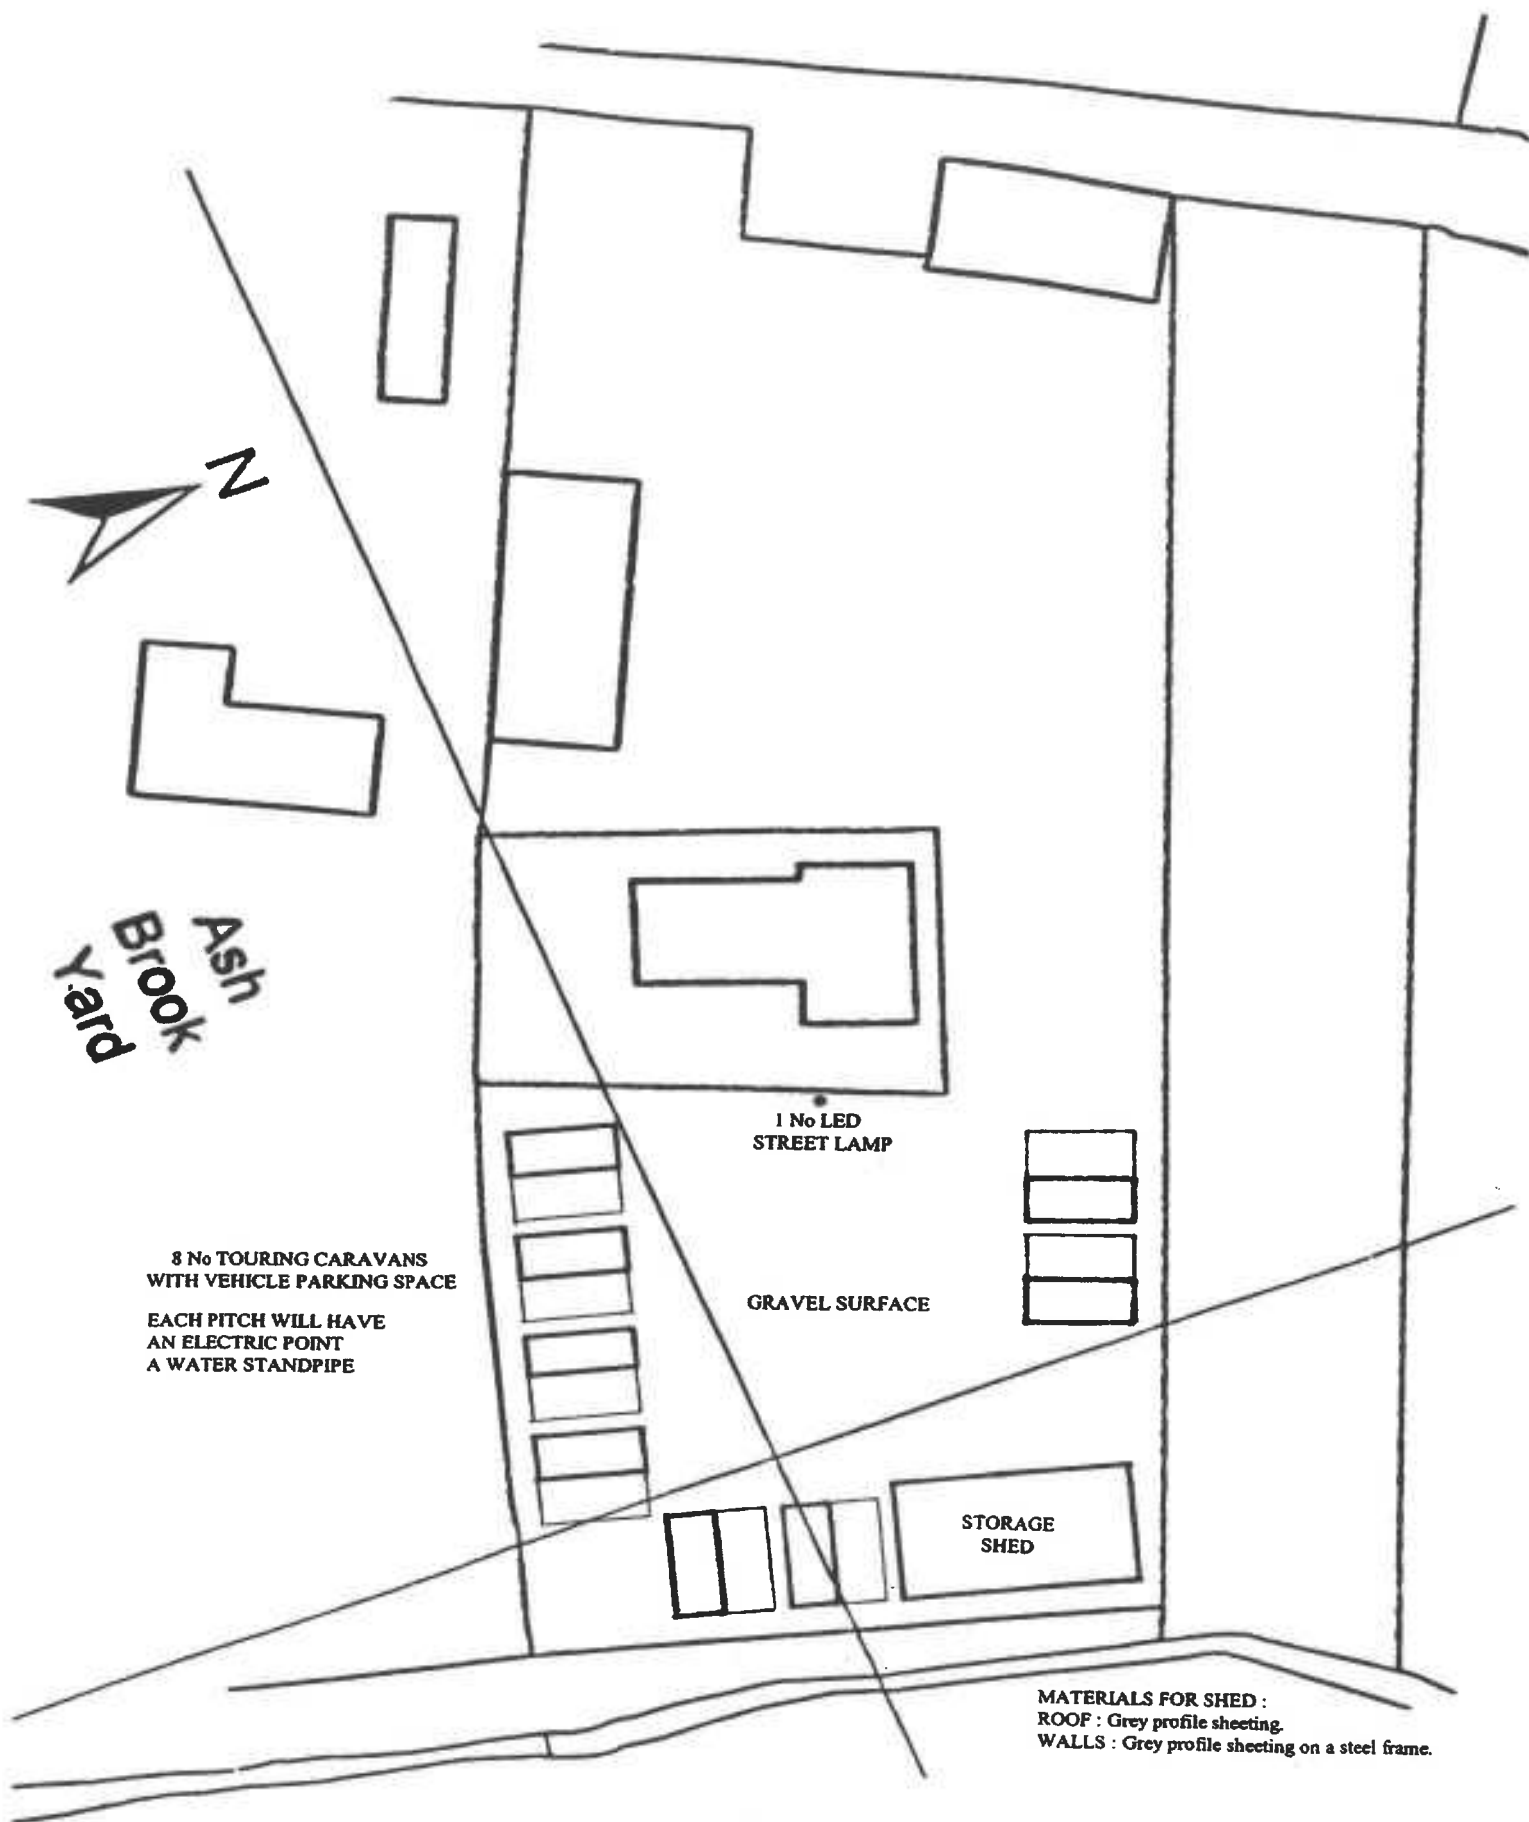 N
Ash
Brook
Yard
1 No LED
STREET LAMP
8 No TOURING CARAVANS
WITH VEHICLE PARKING SPACE
EACH PITCH WILL HAVE
AN ELECTRIC POINT
A WATER STANDPIPE
GRAVEL SURFACE
STORAGE
SHED
MATERIALS FOR SHED :
ROOF : Grey profile sheeting.
WALLS : Grey profile sheeting on a steel frame.